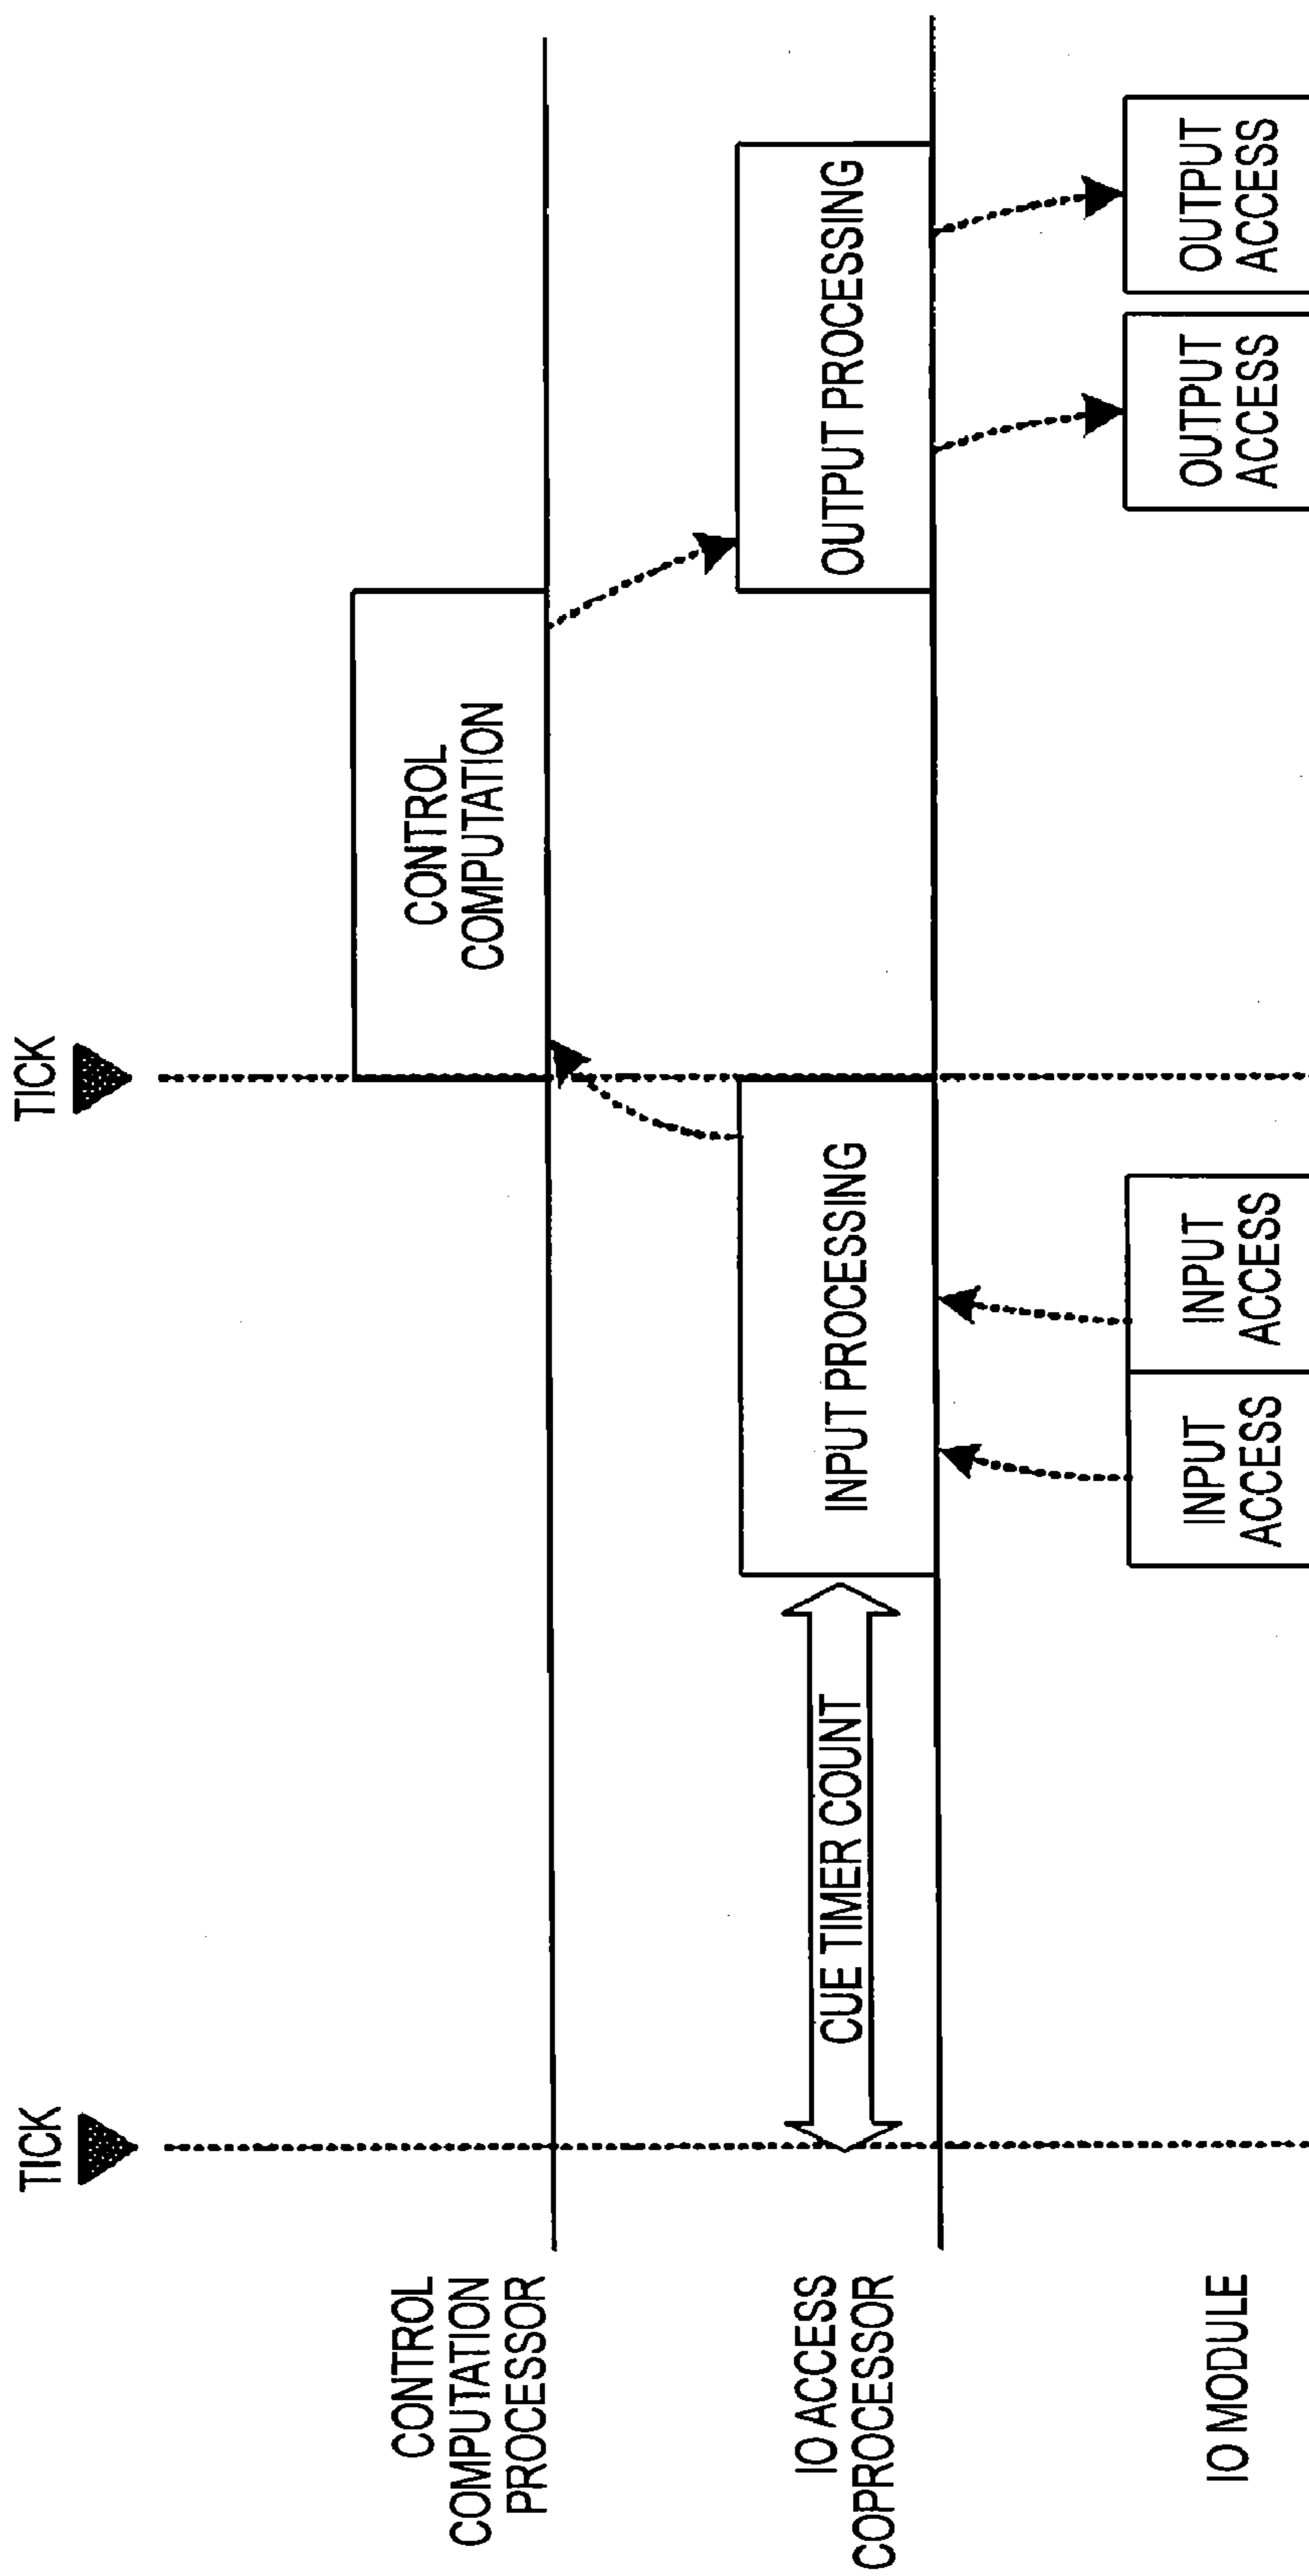 TICK
TICK
CONTROL
COMPUTATION
PROCESSOR
CONTROL
COMPUTATION
IO ACCESS
COPROCESSOR
CUE TIMER COUNT
INPUT PROCESSING
OUTPUT PROCESSING
IO MODULE
INPUT
ACCESS
INPUT
ACCESS
OUTPUT
ACCESS
OUTPUT
ACCESS